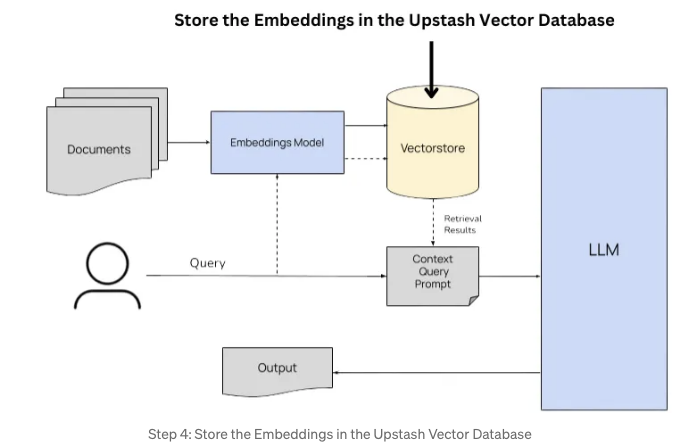 Store the Embeddings in the Upstash Vector Database
Documents
Embeddings Model
Vectorstore
Retrieval
Results
Query
Context
Query
Prompt
LLM
Output
Step 4: Store the Embeddings in the Upstash Vector Database